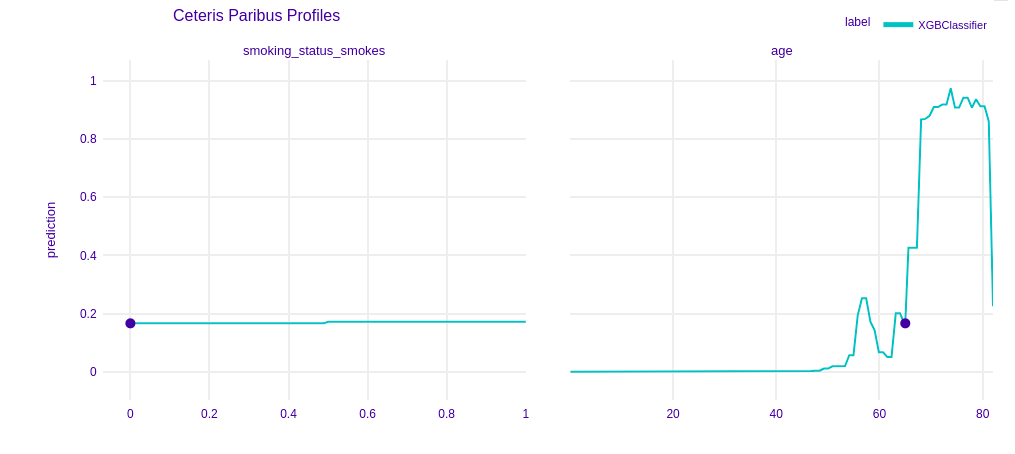 Ceteris Paribus Profiles
label XGBClassifier
smoking_status_smokes age
prediction
1
0.8
0.6
0.4
0.2
0
0 0.2 0.4 0.6 0.8 1 20 40 60 80